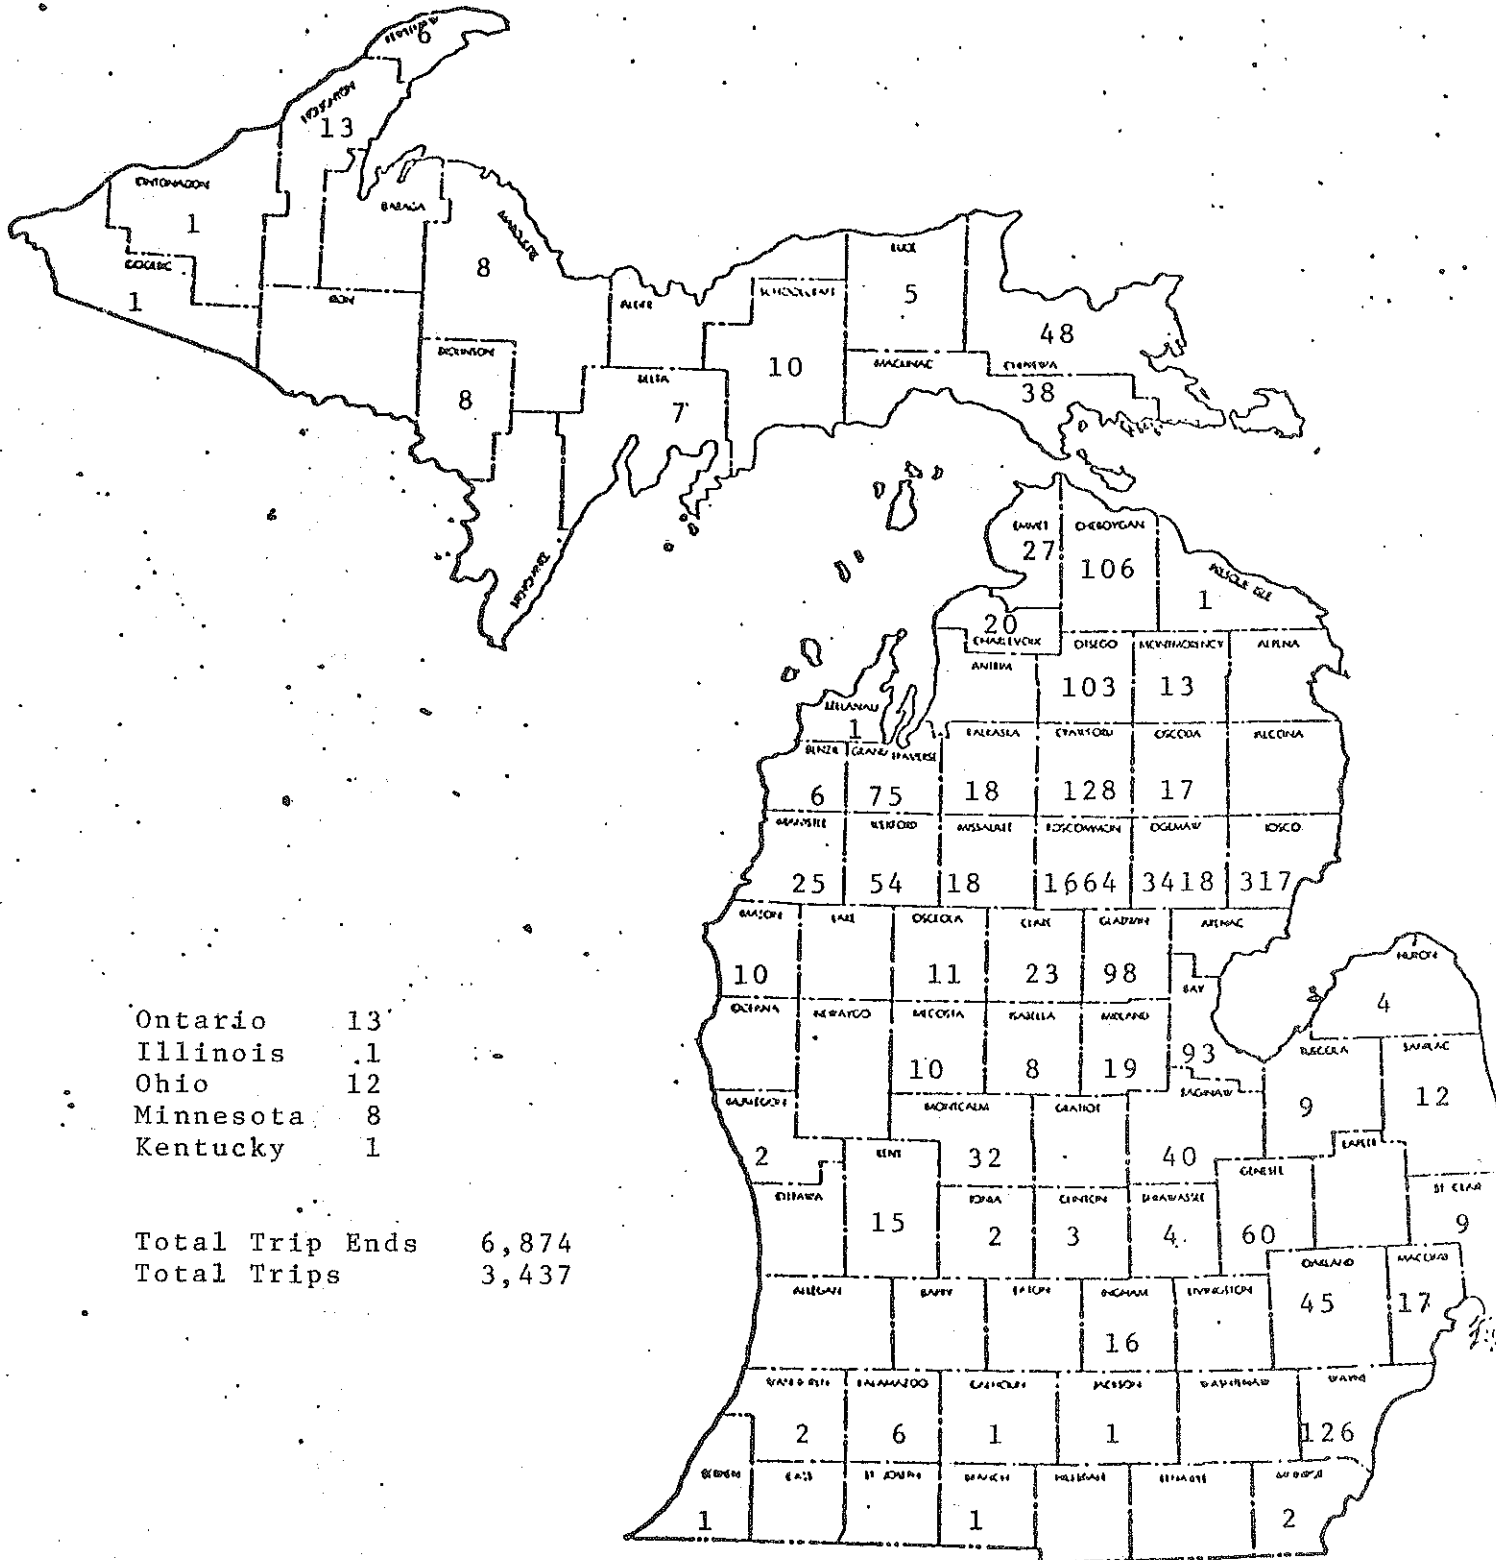 6
13
ONTONAGON
1
GOGEBIC
1
BARAGA
MARQUETTE
8
IRON
DICKINSON
8
ALGER
DELTA
7
SCHOOLCRAFT
10
LUCE
5
MACKINAC
48
CHIPPEWA
38
EMMET
27
CHEBOYGAN
106
PRESQUE ISLE
1
20
CHARLEVOIX
ANTRIM
OTSEGO
103
MONTMORENCY
13
ALPENA
LEELANAU
1
BENZIE
6
GRAND TRAVERSE
75
KALKASKA
18
CRAWFORD
128
OSCODA
17
ALCONA
MANISTEE
25
WEXFORD
54
MISSAUKEE
18
ROSCOMMON
1664
OGEMAW
3418
IOSCO
317
MASON
10
LAKE
OSCEOLA
11
CLARE
23
GLADWIN
98
ARENAC
BAY
93
HURON
4
OCEANA
NEWAYGO
MECOSTA
10
ISABELLA
8
MIDLAND
19
TUSCOLA
9
SANILAC
12
MUSKEGON
2
MONTCALM
32
GRATIOT
SAGINAW
40
LAPEER
OTTAWA
KENT
15
IONIA
2
CLINTON
3
SHIAWASSEE
4
GENESEE
60
ST CLAIR
9
ALLEGAN
BARRY
EATON
INGHAM
16
LIVINGSTON
OAKLAND
45
MACOMB
17
VAN BUREN
2
KALAMAZOO
6
CALHOUN
1
JACKSON
1
WASHTENAW
WAYNE
126
BERRIEN
1
CASS
ST JOSEPH
BRANCH
1
HILLSDALE
LENAWEE
MONROE
2
Ontario 13
Illinois 1
Ohio 12
Minnesota 8
Kentucky 1
Total Trip Ends 6,874
Total Trips 3,437